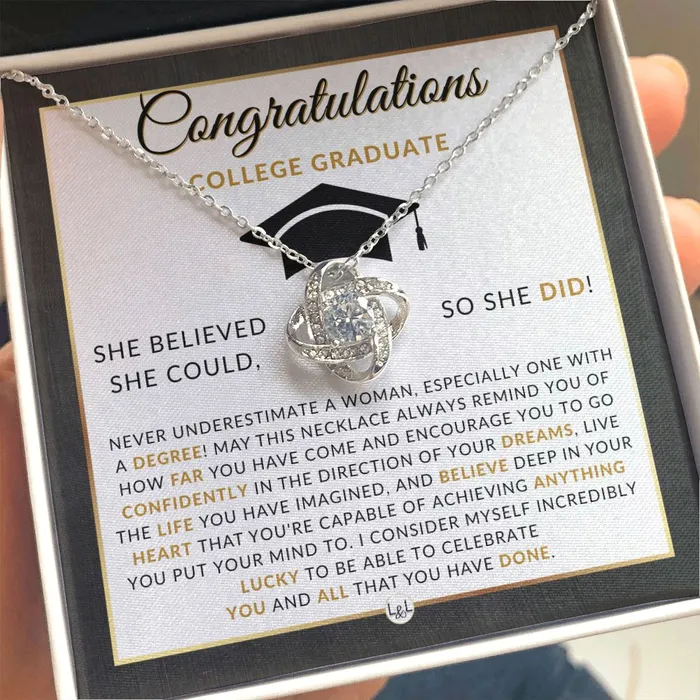 Congratulations
COLLEGE GRADUATE
SHE BELIEVED
SHE COULD,
SO SHE DID!
NEVER UNDERESTIMATE A WOMAN, ESPECIALLY ONE WITH
A DEGREE! MAY THIS NECKLACE ALWAYS REMIND YOU OF
HOW FAR YOU HAVE COME AND ENCOURAGE YOU TO GO
CONFIDENTLY IN THE DIRECTION OF YOUR DREAMS, LIVE
THE LIFE YOU HAVE IMAGINED, AND BELIEVE DEEP IN YOUR
HEART THAT YOU'RE CAPABLE OF ACHIEVING ANYTHING
YOU PUT YOUR MIND TO. I CONSIDER MYSELF INCREDIBLY
LUCKY TO BE ABLE TO CELEBRATE
YOU AND ALL THAT YOU HAVE DONE.
L&L